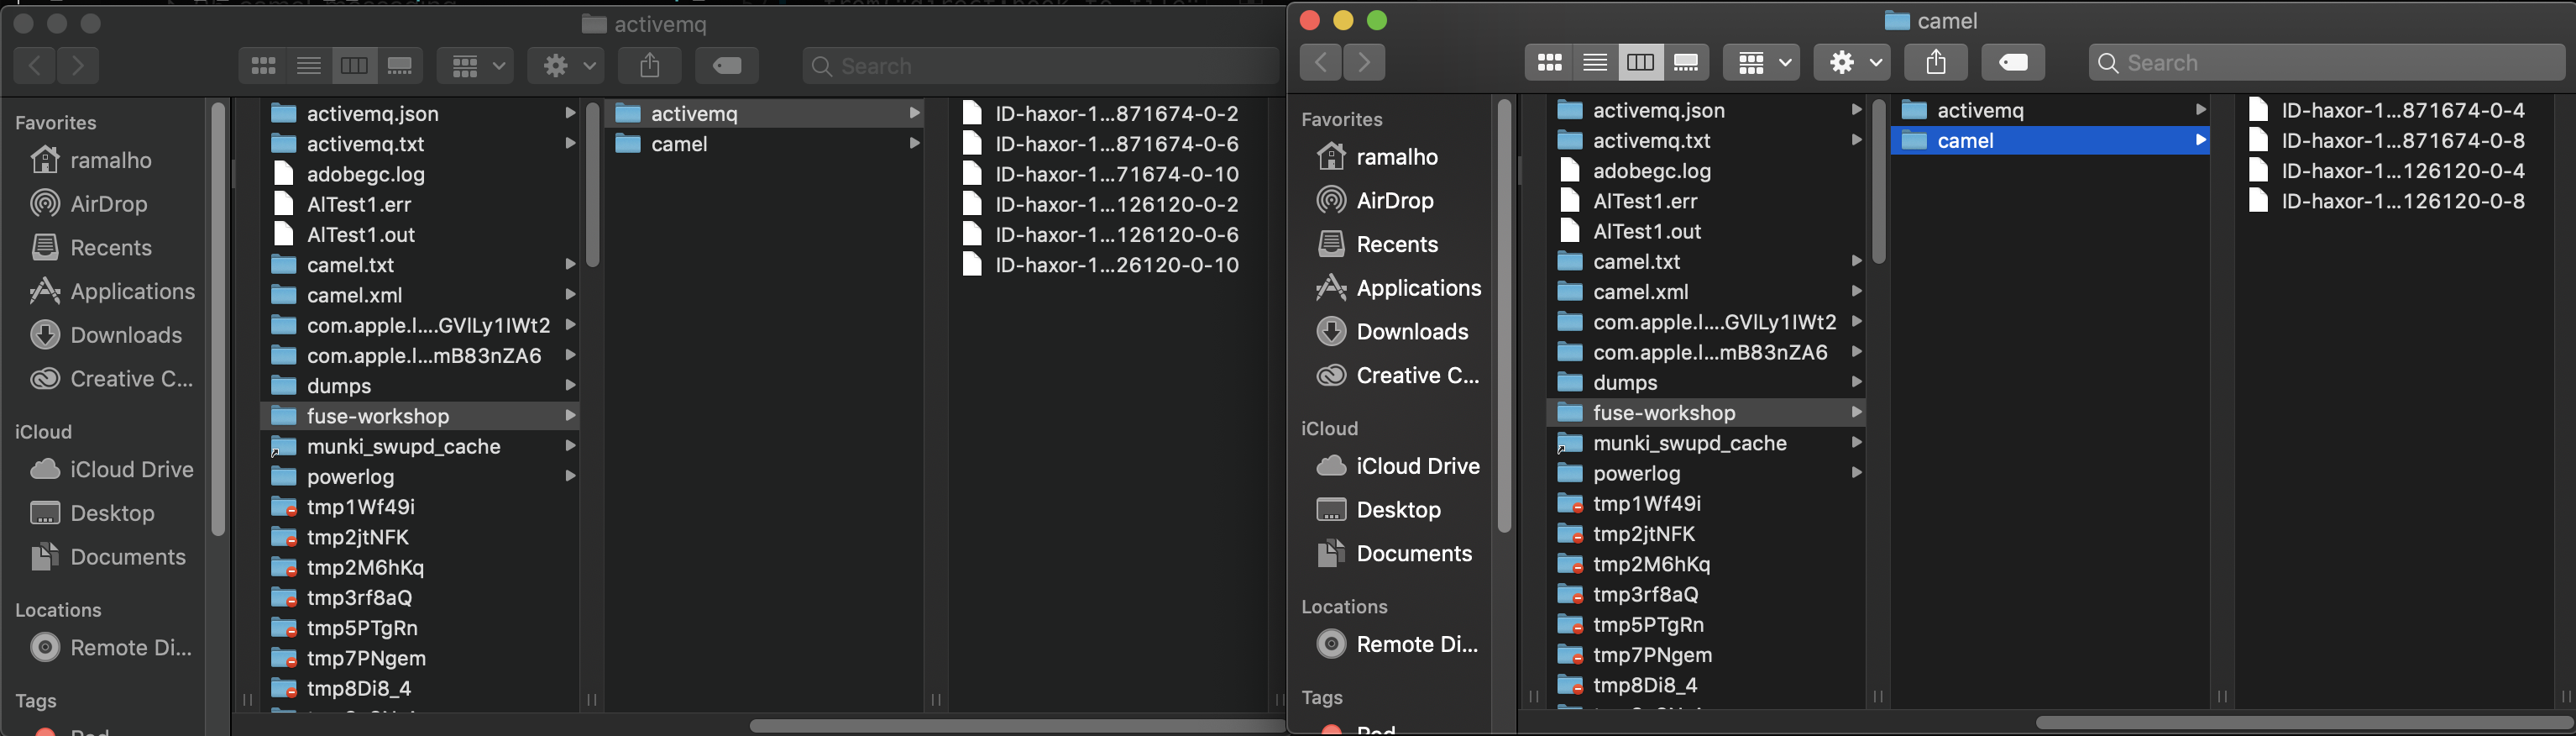 activemq
Search
Favorites
ramalho
AirDrop
Recents
Applications
Downloads
Creative C...
iCloud
iCloud Drive
Desktop
Documents
Locations
Remote Di...
Tags
Red
activemq.json
activemq.txt
adobegc.log
AlTest1.err
AlTest1.out
camel.txt
camel.xml
com.apple.l....GVlLy1IWt2
com.apple.l...mB83nZA6
dumps
fuse-workshop
munki_swupd_cache
powerlog
tmp1Wf49i
tmp2jtNFK
tmp2M6hKq
tmp3rf8aQ
tmp5PTgRn
tmp7PNgem
tmp8Di8_4
activemq
camel
ID-haxor-1...871674-0-2
ID-haxor-1...871674-0-6
ID-haxor-1...71674-0-10
ID-haxor-1...126120-0-2
ID-haxor-1...126120-0-6
ID-haxor-1...26120-0-10
camel
Search
Favorites
ramalho
AirDrop
Recents
Applications
Downloads
Creative C...
iCloud
iCloud Drive
Desktop
Documents
Locations
Remote Di...
Tags
Red
activemq.json
activemq.txt
adobegc.log
AlTest1.err
AlTest1.out
camel.txt
camel.xml
com.apple.l....GVlLy1IWt2
com.apple.l...mB83nZA6
dumps
fuse-workshop
munki_swupd_cache
powerlog
tmp1Wf49i
tmp2jtNFK
tmp2M6hKq
tmp3rf8aQ
tmp5PTgRn
tmp7PNgem
tmp8Di8_4
activemq
camel
ID-haxor-1...871674-0-4
ID-haxor-1...871674-0-8
ID-haxor-1...126120-0-4
ID-haxor-1...126120-0-8